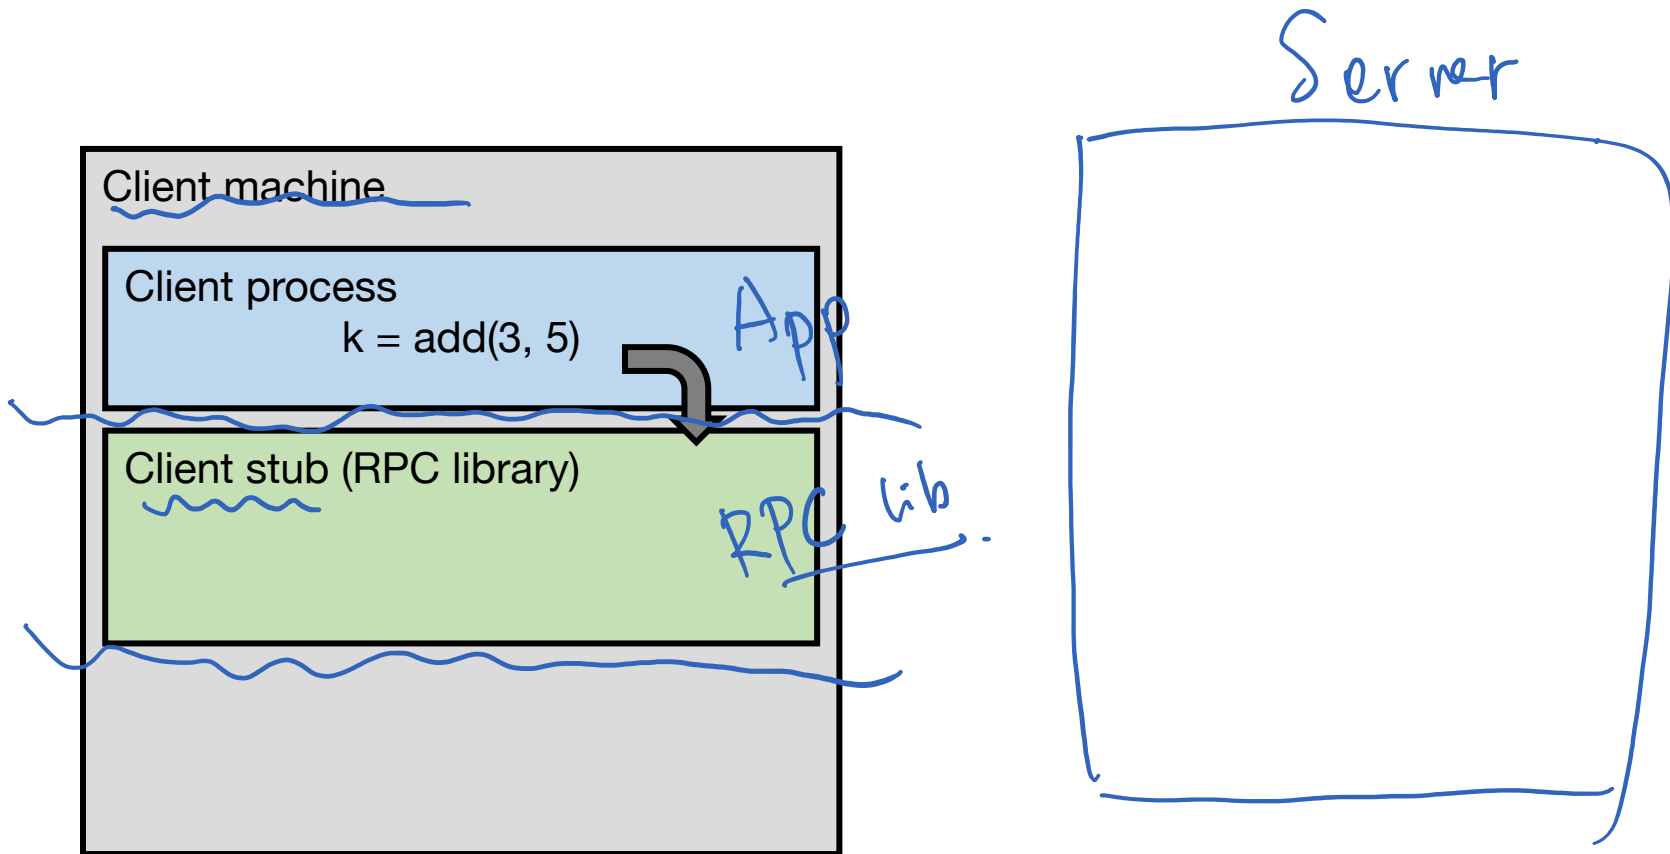 Server
Client machine
Client process
k = add(3, 5)
App
Client stub (RPC library)
RPC lib.